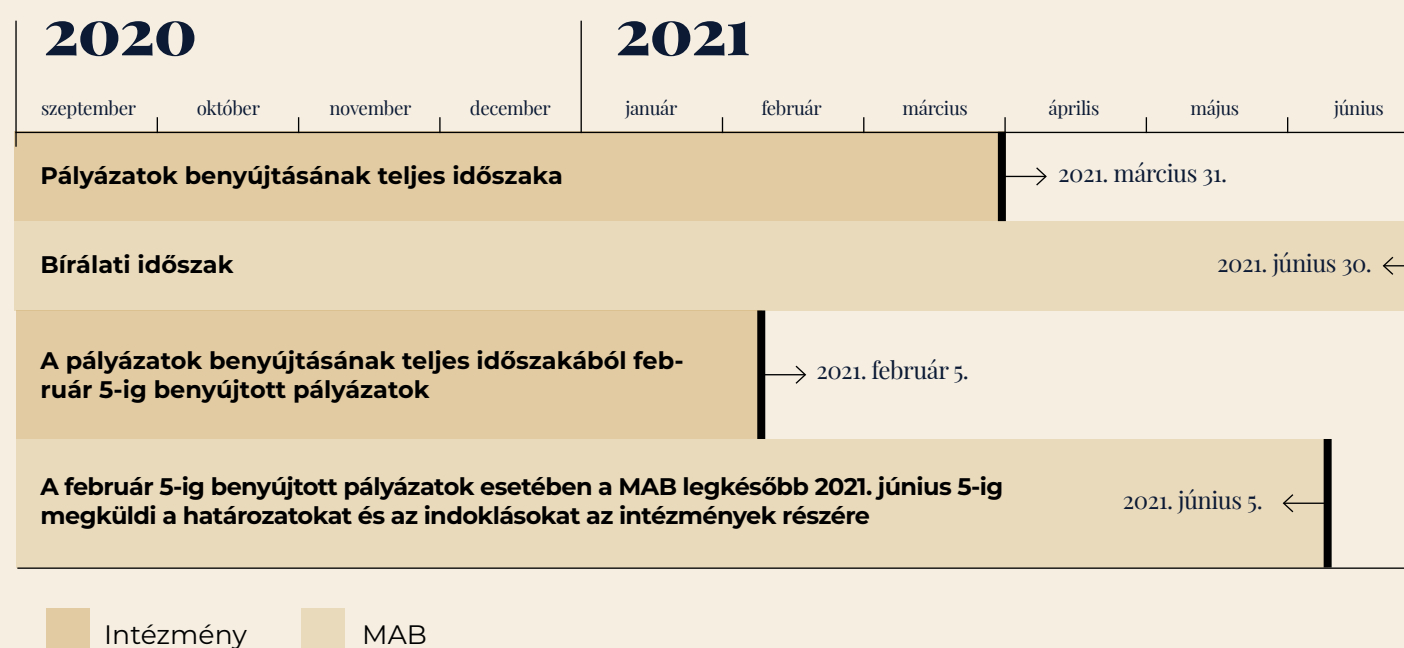 2020 2021
szeptember október november december január február március április május június
Pályázatok benyújtásának teljes időszaka
2021. március 31.
Bírálati időszak
2021. június 30.
A pályázatok benyújtásának teljes időszakából feb-
ruár 5-ig benyújtott pályázatok
2021. február 5.
A február 5-ig benyújtott pályázatok esetében a MAB legkésőbb 2021. június 5-ig
megküldi a határozatokat és az indoklásokat az intézmények részére
2021. június 5.
Intézmény MAB